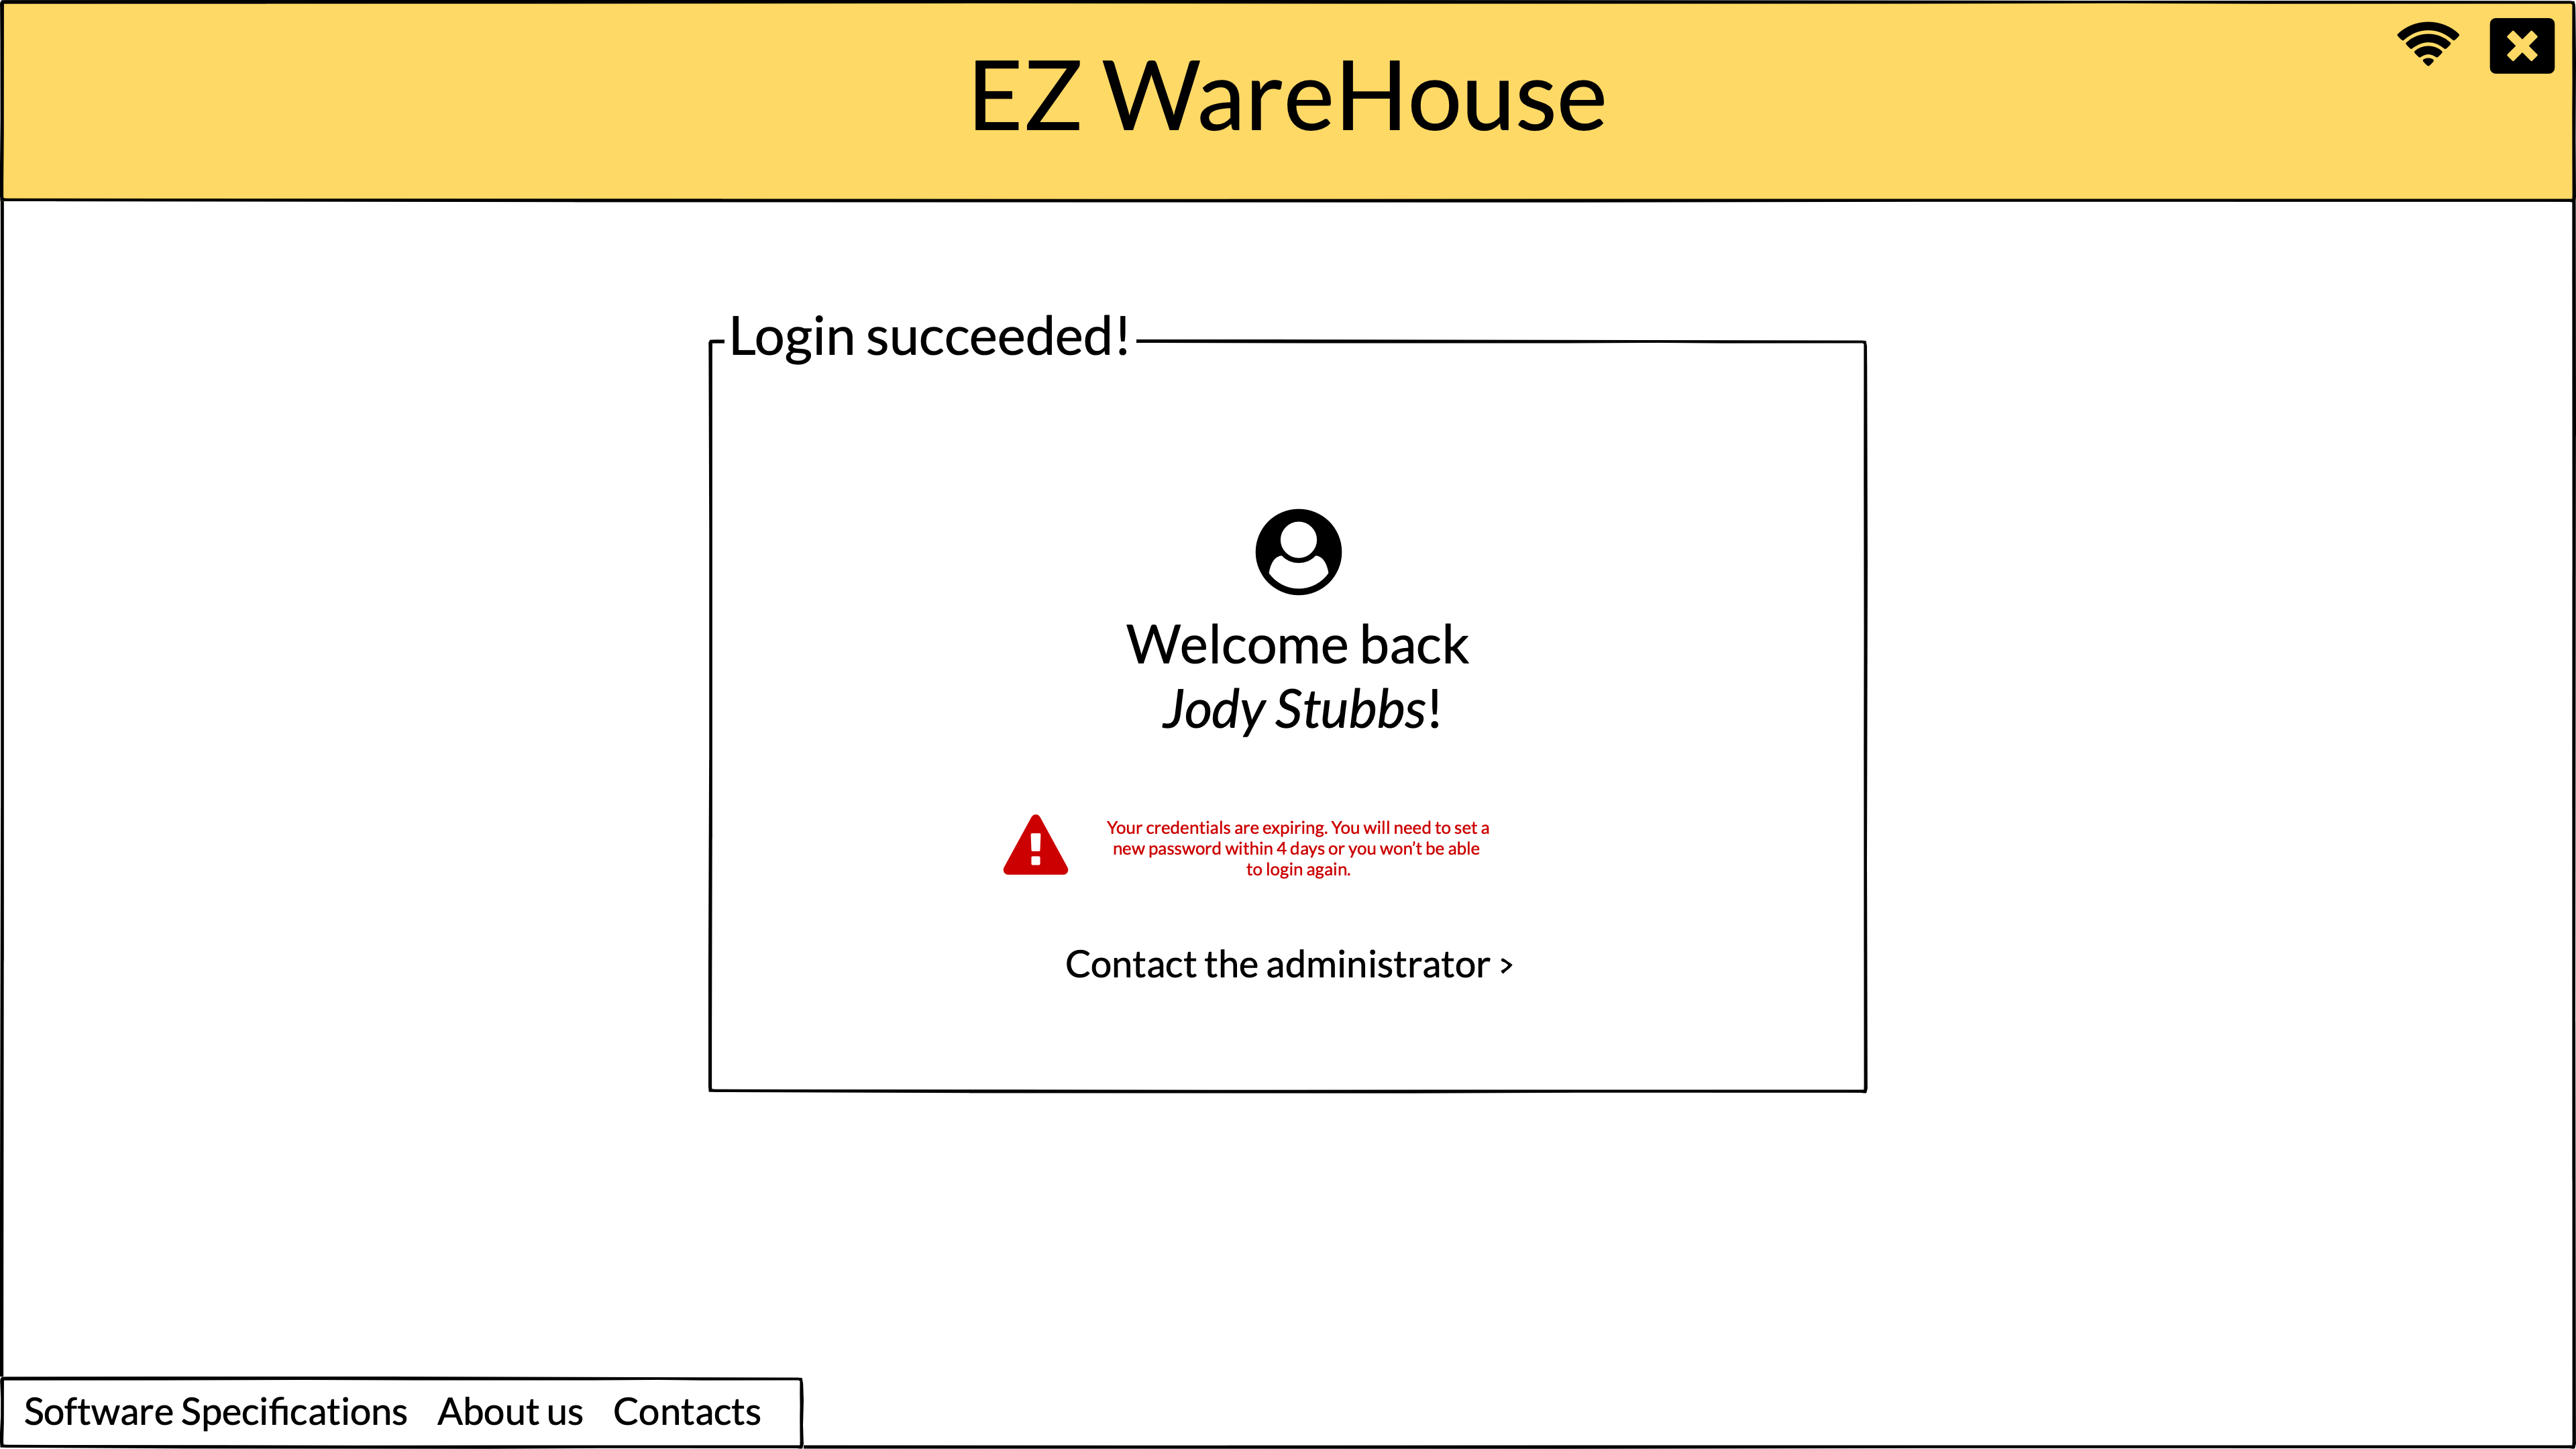 EZ WareHouse
Login succeeded!
Welcome back
Jody Stubbs!
Your credentials are expiring. You will need to set a
new password within 4 days or you won't be able
to login again.
Contact the administrator >
Software Specifications About us Contacts